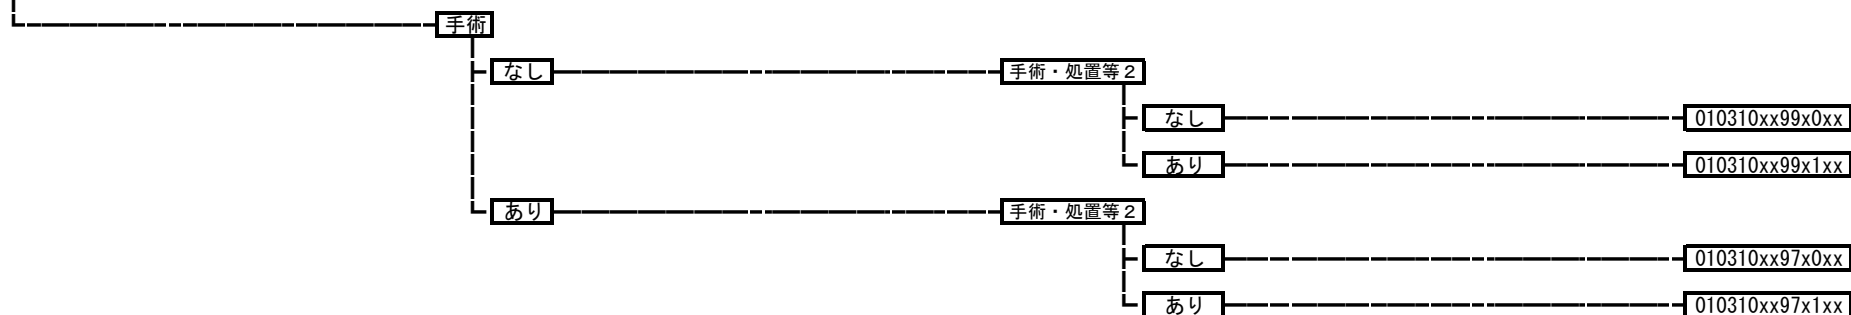 手術
なし 手術・処置等２
なし 010310xx99x0xx
あり 010310xx99x1xx
あり 手術・処置等２
なし 010310xx97x0xx
あり 010310xx97x1xx